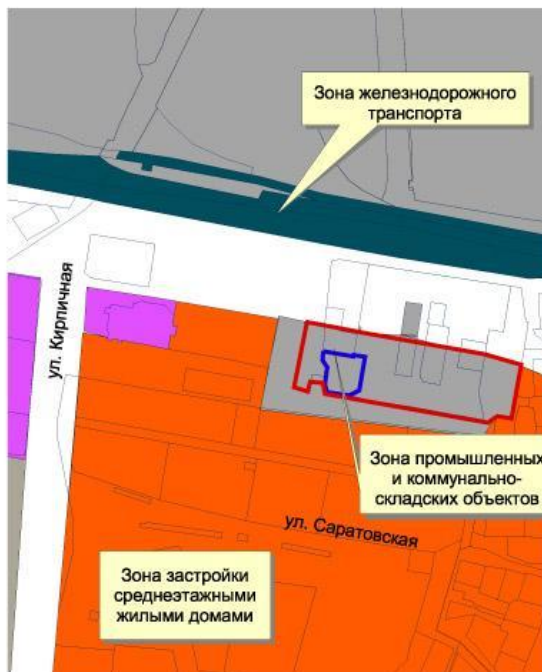 Зона железнодорожного
транспорта
ул. Кирпичная
Зона промышленных
и коммунально-
складских объектов
ул. Саратовская
Зона застройки
среднеэтажными
жилыми домами